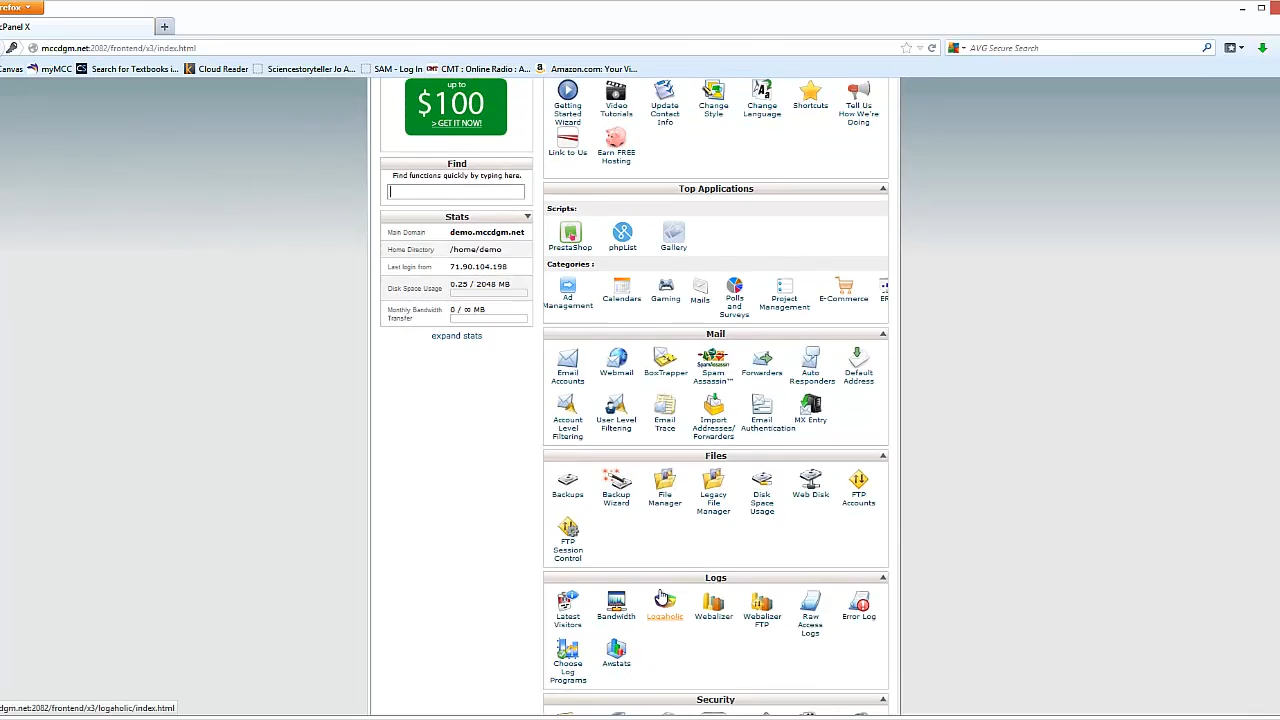 refox
cPanel X
mccdgm.net:2082/frontend/x3/index.html
AVG Secure Search
Canvas
myMCC
Search for Textbooks i...
Cloud Reader
Sciencestoryteller Jo A...
SAM - Log In
CMT : Online Radio : A...
Amazon.com: Your Vi...
up to
$100
> GET IT NOW!
Find
Find functions quickly by typing here.
Stats
Main Domain demo.mccdgm.net
Home Directory /home/demo
Last login from 71.90.104.198
Disk Space Usage 0.25 / 2048 MB
Monthly Bandwidth Transfer 0 / ∞ MB
expand stats
Getting Started Wizard
Video Tutorials
Update Contact Info
Change Style
Change Language
Shortcuts
Tell Us How We're Doing
Link to Us
Earn FREE Hosting
Top Applications
Scripts:
PrestaShop
phpList
Gallery
Categories :
Ad Management
Calendars
Gaming
Mails
Polls and Surveys
Project Management
E-Commerce
ER
Mail
Email Accounts
Webmail
BoxTrapper
Spam Assassin™
Forwarders
Auto Responders
Default Address
Account Level Filtering
User Level Filtering
Email Trace
Import Addresses/ Forwarders
Email Authentication
MX Entry
Files
Backups
Backup Wizard
File Manager
Legacy File Manager
Disk Space Usage
Web Disk
FTP Accounts
FTP Session Control
Logs
Latest Visitors
Bandwidth
Logaholic
Webalizer
Webalizer FTP
Raw Access Logs
Error Log
Choose Log Programs
Awstats
Security
cdgm.net:2082/frontend/x3/logaholic/index.html